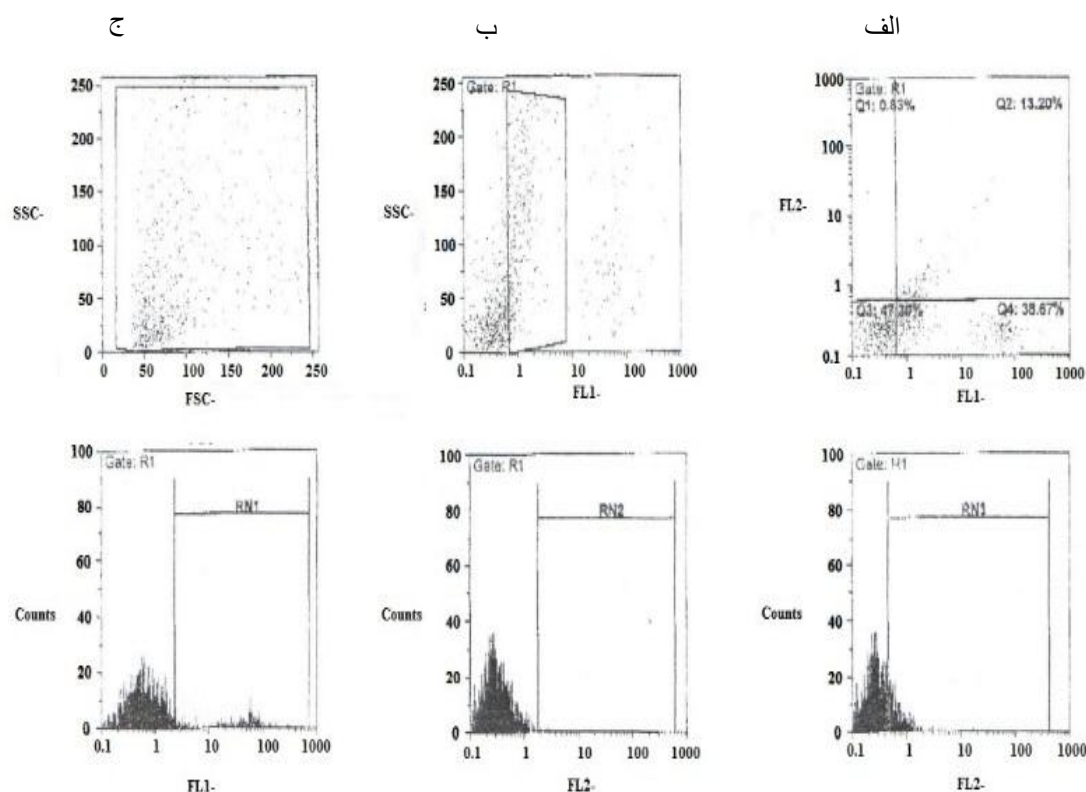 الف
ب
ج
250
200
150
100
50
0
SSC-
0 50 100 150 200 250
FSC-
Gate: R1
250
200
150
100
50
0
SSC-
0.1 1 10 100 1000
FL1-
Gate: R1
Q1: 0.83% Q2: 13.20%
Q3: 47.30% Q4: 38.67%
1000
100
10
1
0.1
FL2-
0.1 1 10 100 1000
FL1-
Gate: R1
RN1
100
80
60
40
20
0
Counts
0.1 1 10 100 1000
FL1-
Gate: R1
RN2
100
80
60
40
20
0
Counts
0.1 1 10 100 1000
FL2-
Gate: R1
RN3
100
80
60
40
20
0
Counts
0.1 1 10 100 1000
FL2-